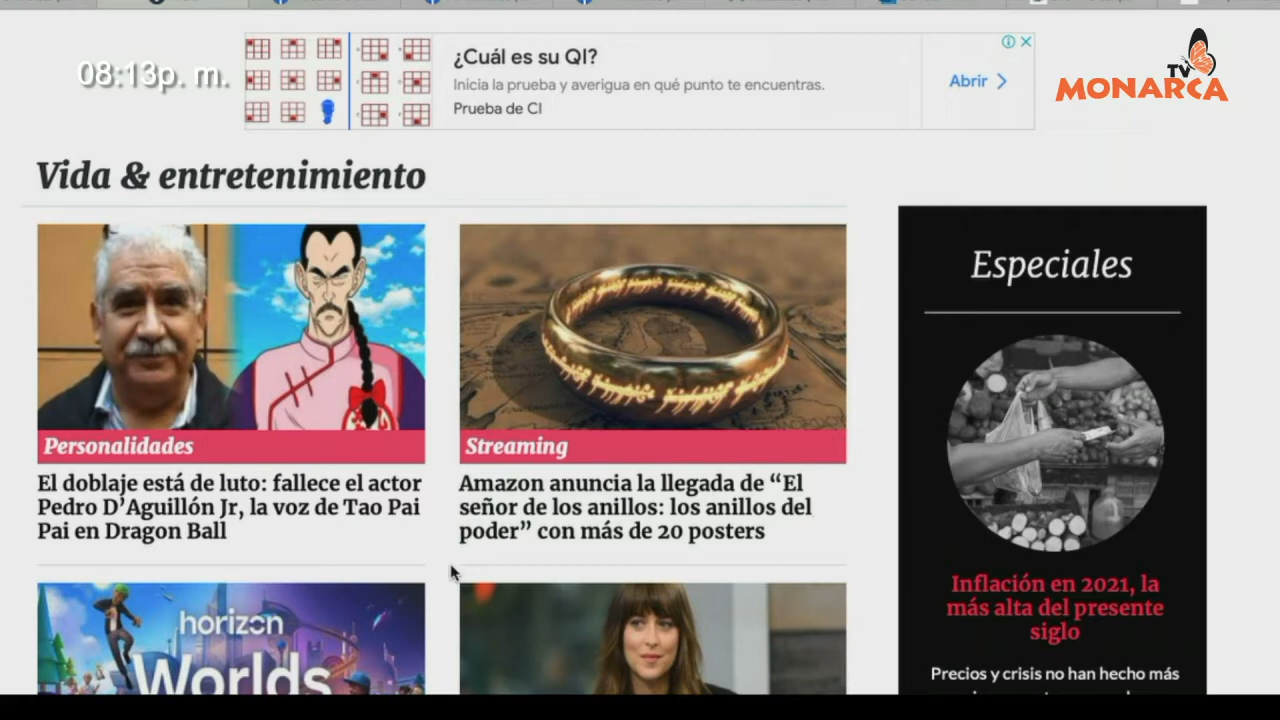 08:13p. m.
¿Cuál es su QI?
Inicia la prueba y averigua en qué punto te encuentras.
Prueba de CI
Abrir
TV
MONARCA
Vida & entretenimiento
Personalidades
El doblaje está de luto: fallece el actor
Pedro D’Aguillón Jr, la voz de Tao Pai
Pai en Dragon Ball
Streaming
Amazon anuncia la llegada de “El
señor de los anillos: los anillos del
poder” con más de 20 posters
horizon
Worlds
Especiales
Inflación en 2021, la
más alta del presente
siglo
Precios y crisis no han hecho más